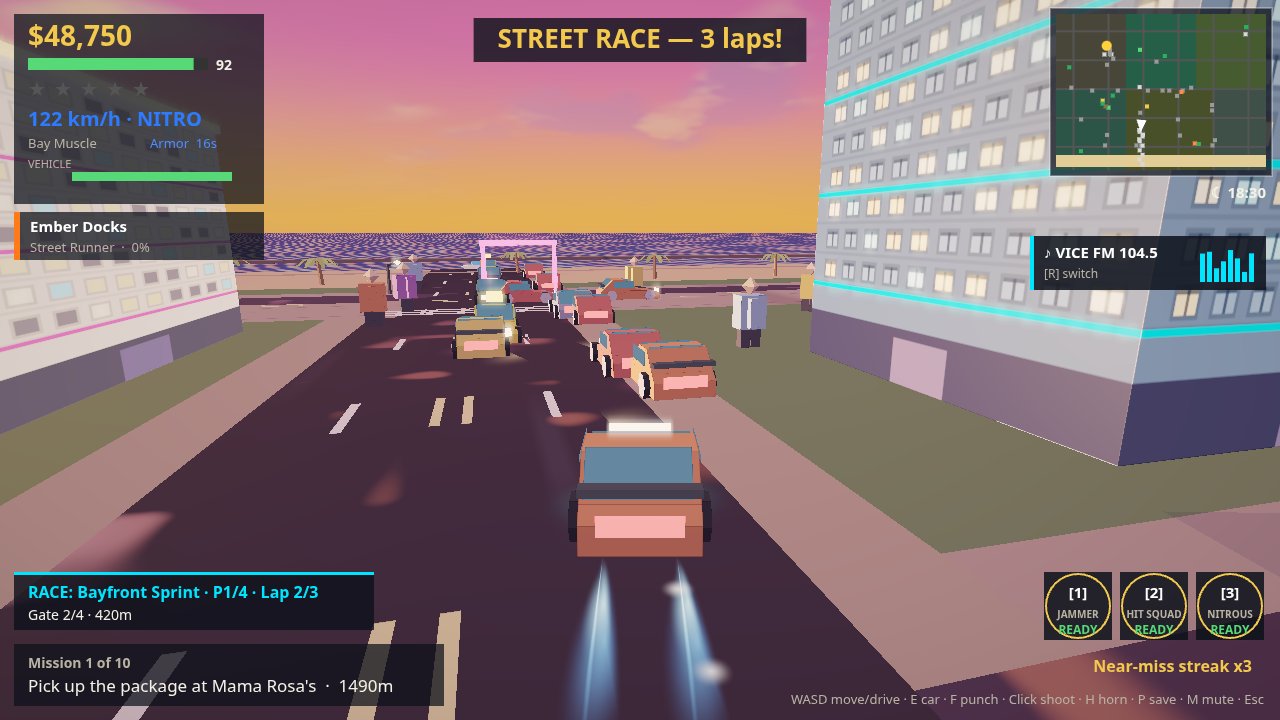 $48,750
92
★ ★ ★ ★ ★
122 km/h · NITRO
Bay Muscle Armor 16s
VEHICLE
Ember Docks
Street Runner · 0%
STREET RACE — 3 laps!
☾ 18:30
♪ VICE FM 104.5
[R] switch
RACE: Bayfront Sprint · P1/4 · Lap 2/3
Gate 2/4 · 420m
Mission 1 of 10
Pick up the package at Mama Rosa's · 1490m
[1]
JAMMER
READY
[2]
HIT SQUAD
READY
[3]
NITROUS
READY
Near-miss streak x3
WASD move/drive · E car · F punch · Click shoot · H horn · P save · M mute · Esc